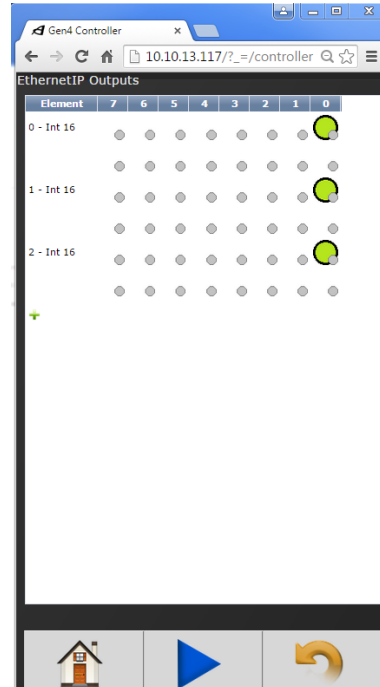 Gen4 Controller
10.10.13.117/?_=/controller
EthernetIP Outputs
Element 7 6 5 4 3 2 1 0
0 - Int 16
1 - Int 16
2 - Int 16